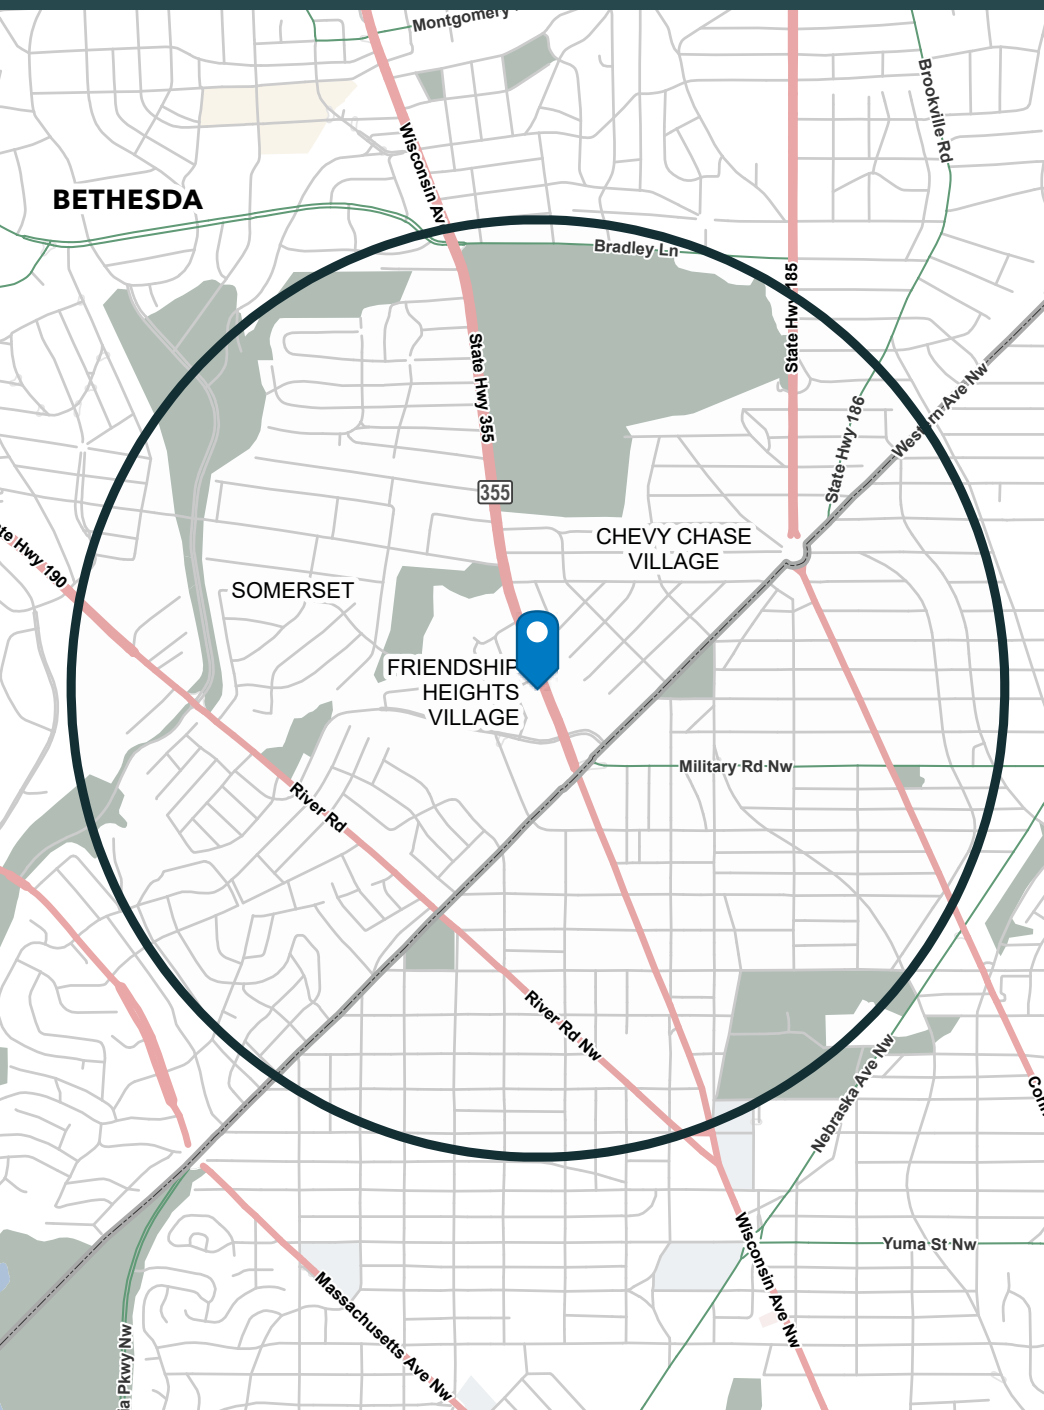 Montgomery
Brookville Rd
Wisconsin Av
BETHESDA
Bradley Ln
State Hwy 185
State Hwy 355
Western Ave Nw
State Hwy 186
355
CHEVY CHASE
VILLAGE
te Hwy 190
SOMERSET
FRIENDSHIP
HEIGHTS
VILLAGE
Military Rd Nw
River Rd
River Rd Nw
Nebraska Ave Nw
Conn
Wisconsin Ave Nw
Yuma St Nw
Massachusetts Ave Nw
a Pkwy Nw